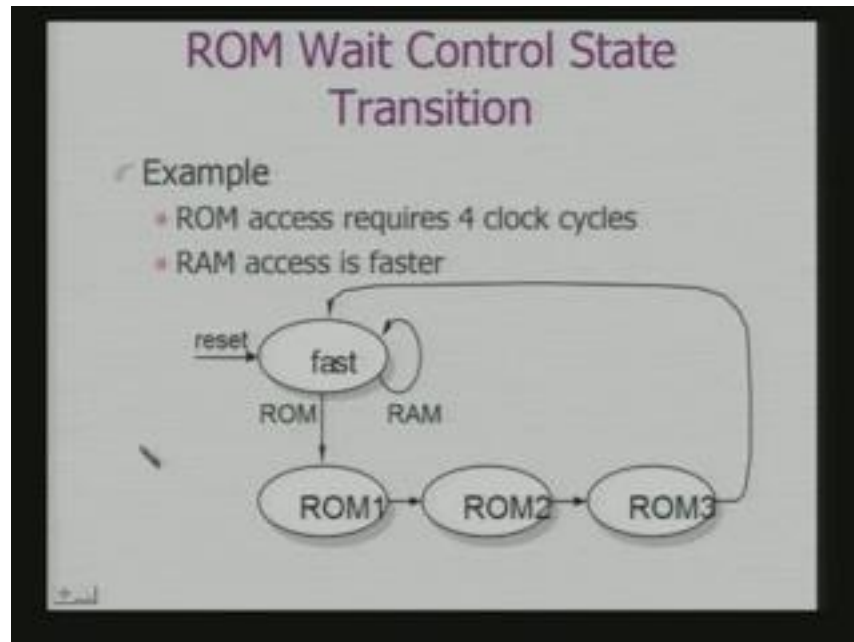 ROM Wait Control State
Transition
Example
ROM access requires 4 clock cycles
RAM access is faster
reset
fast
ROM
RAM
ROM1
ROM2
ROM3